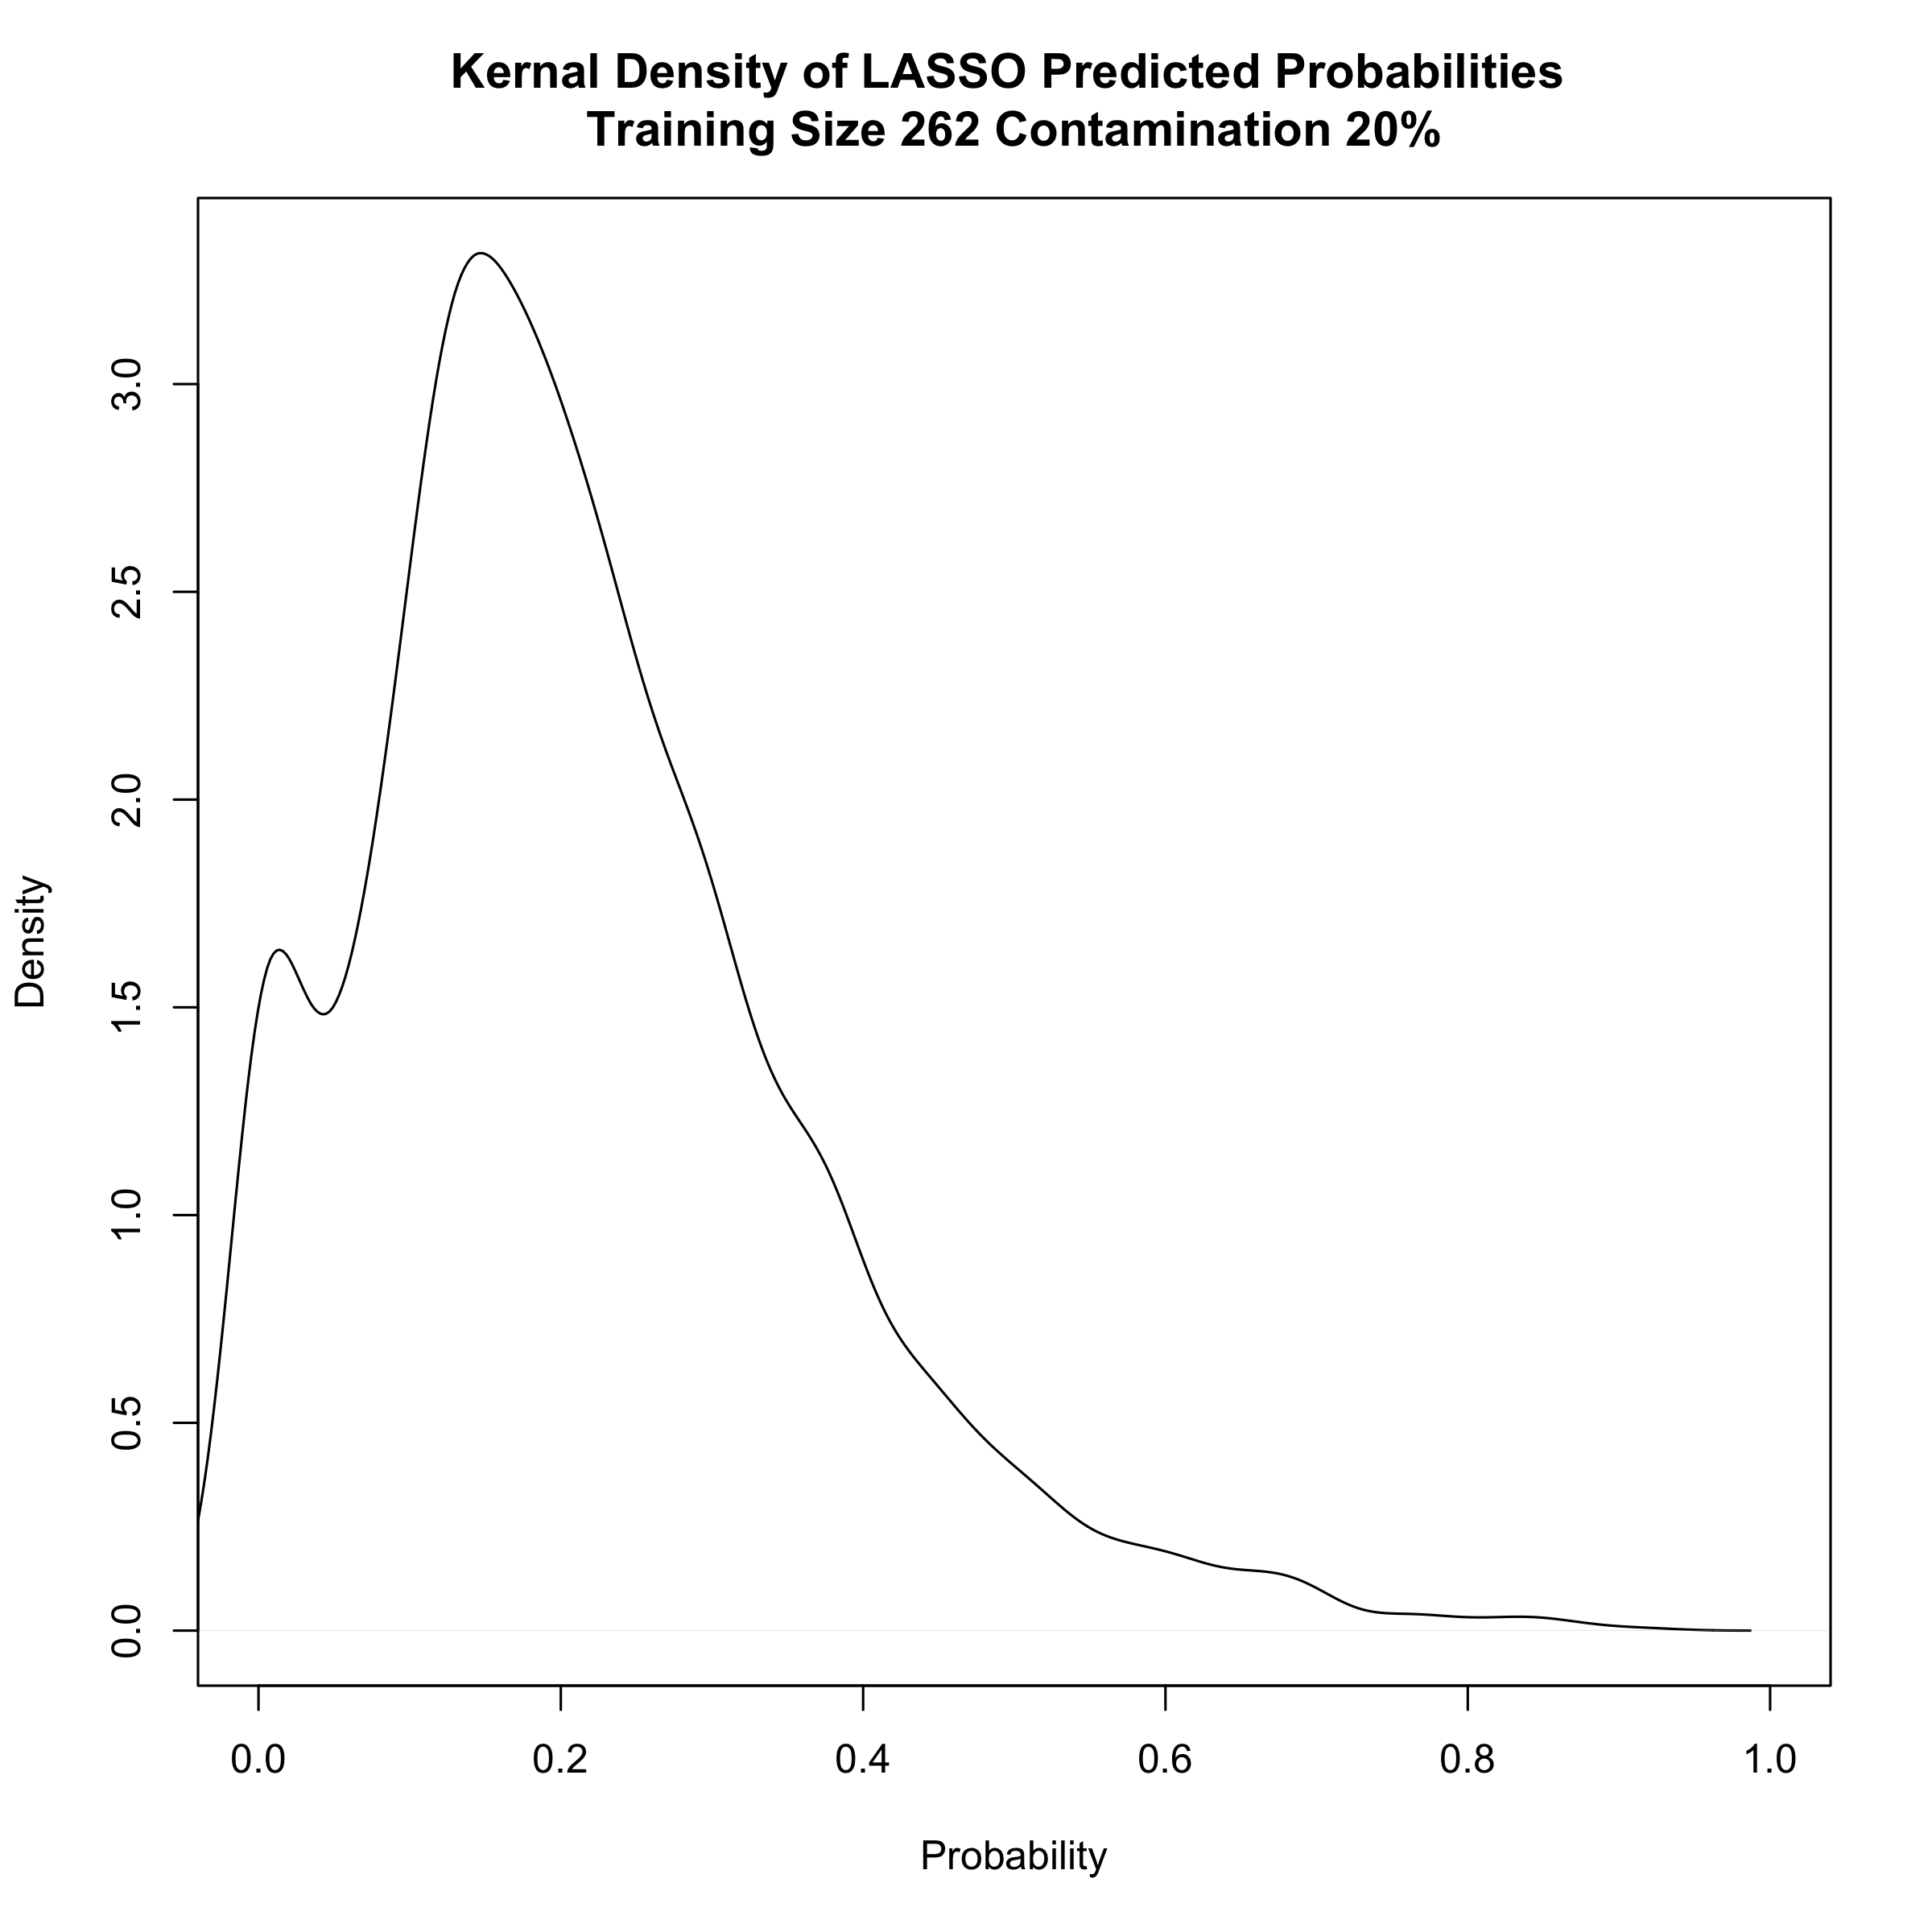 Kernal Density of LASSO Predicted Probabilities
Training Size 262 Contamination 20%
Density
3.0
2.5
2.0
1.5
1.0
0.5
0.0
0.0 0.2 0.4 0.6 0.8 1.0
Probability